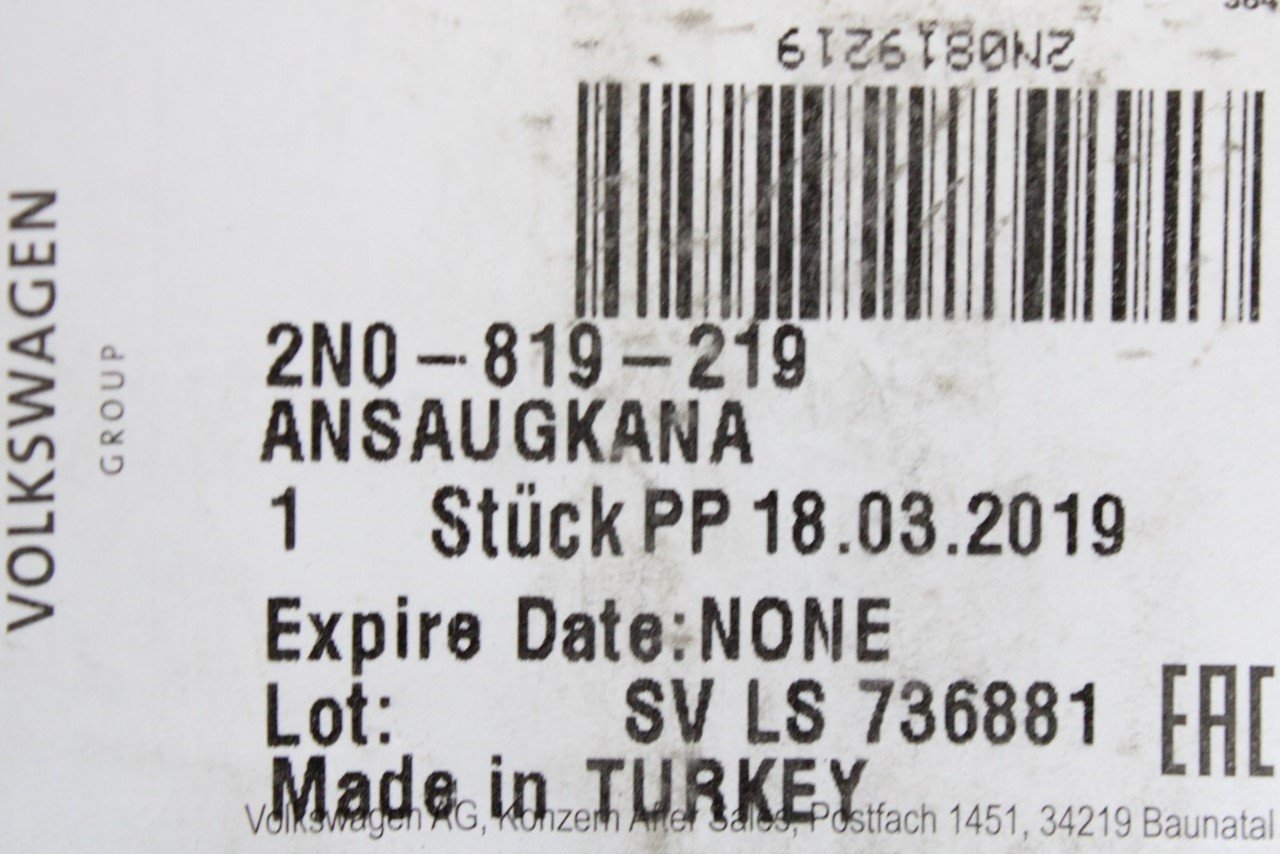 2N0819219
VOLKSWAGEN
GROUP
2N0-819-219
ANSAUGKANA
1 Stück PP 18.03.2019
Expire Date:NONE
Lot: SV LS 736881
EAC
Made in TURKEY
Volkswagen AG, Konzern After Sales, Postfach 1451, 34219 Baunatal